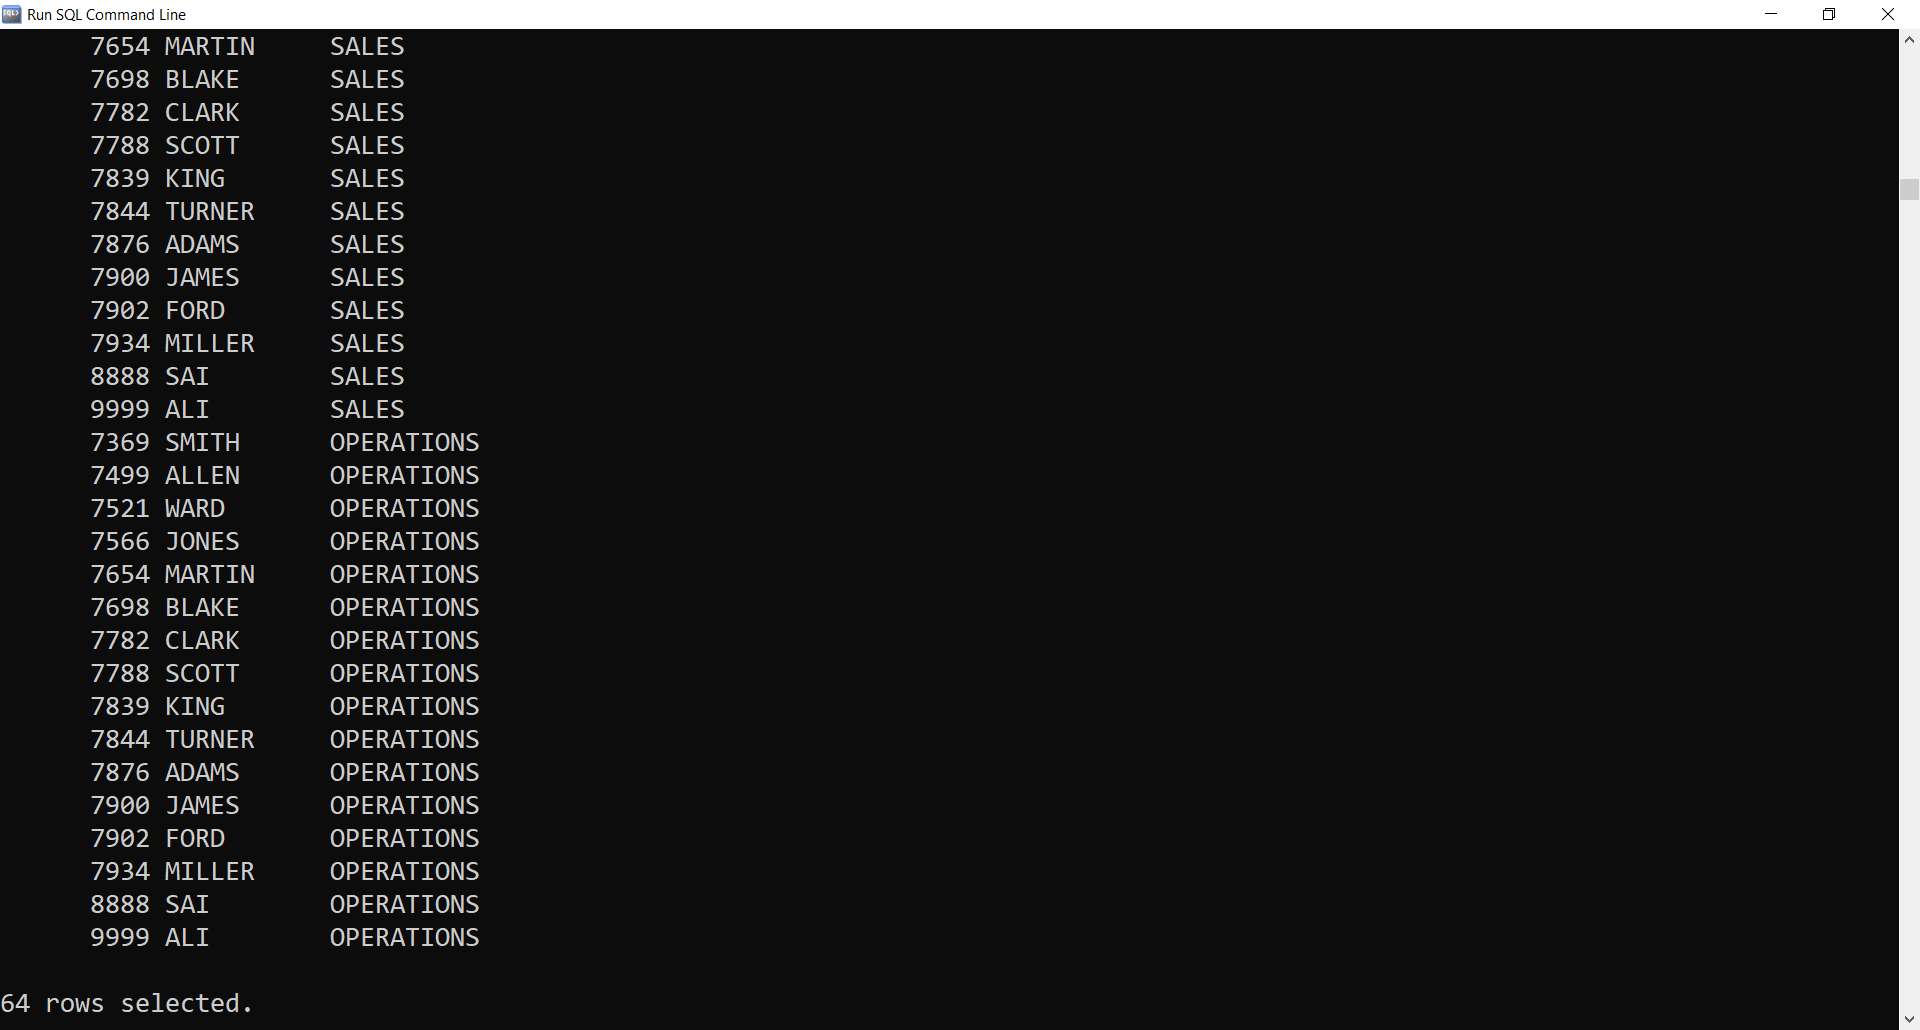 Run SQL Command Line
7654 MARTIN SALES
7698 BLAKE SALES
7782 CLARK SALES
7788 SCOTT SALES
7839 KING SALES
7844 TURNER SALES
7876 ADAMS SALES
7900 JAMES SALES
7902 FORD SALES
7934 MILLER SALES
8888 SAI SALES
9999 ALI SALES
7369 SMITH OPERATIONS
7499 ALLEN OPERATIONS
7521 WARD OPERATIONS
7566 JONES OPERATIONS
7654 MARTIN OPERATIONS
7698 BLAKE OPERATIONS
7782 CLARK OPERATIONS
7788 SCOTT OPERATIONS
7839 KING OPERATIONS
7844 TURNER OPERATIONS
7876 ADAMS OPERATIONS
7900 JAMES OPERATIONS
7902 FORD OPERATIONS
7934 MILLER OPERATIONS
8888 SAI OPERATIONS
9999 ALI OPERATIONS
64 rows selected.